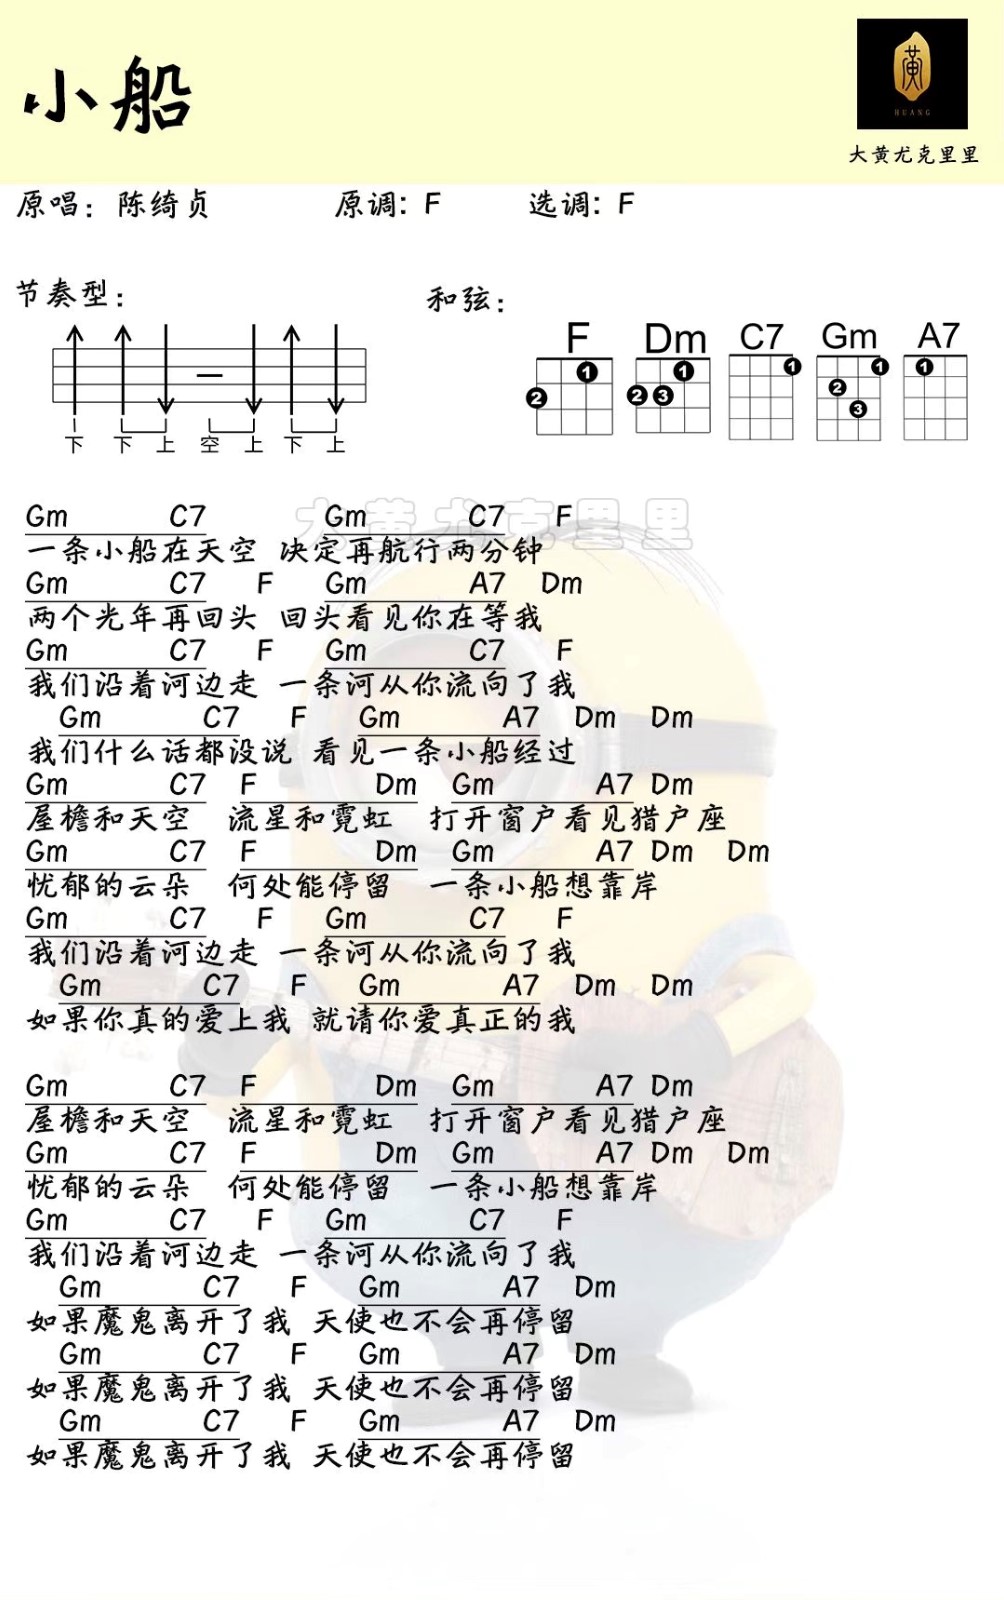 小船
黄
HUANG
大黄尤克里里
原唱：陈绮贞 原调: F 选调: F
节奏型： 和弦：
F Dm C7 Gm A7
1 1 1 1 1
2 2 3 2
3
下 下 上 空 上 下 上
大黄尤克里里
Gm C7 Gm C7 F
一条小船在天空 决定再航行两分钟
Gm C7 F Gm A7 Dm
两个光年再回头 回头看见你在等我
Gm C7 F Gm C7 F
我们沿着河边走 一条河从你流向了我
Gm C7 F Gm A7 Dm Dm
我们什么话都没说 看见一条小船经过
Gm C7 F Dm Gm A7 Dm
屋檐和天空 流星和霓虹 打开窗户看见猎户座
Gm C7 F Dm Gm A7 Dm Dm
忧郁的云朵 何处能停留 一条小船想靠岸
Gm C7 F Gm C7 F
我们沿着河边走 一条河从你流向了我
Gm C7 F Gm A7 Dm Dm
如果你真的爱上我 就请你爱真正的我
Gm C7 F Dm Gm A7 Dm
屋檐和天空 流星和霓虹 打开窗户看见猎户座
Gm C7 F Dm Gm A7 Dm Dm
忧郁的云朵 何处能停留 一条小船想靠岸
Gm C7 F Gm C7 F
我们沿着河边走 一条河从你流向了我
Gm C7 F Gm A7 Dm
如果魔鬼离开了我 天使也不会再停留
Gm C7 F Gm A7 Dm
如果魔鬼离开了我 天使也不会再停留
Gm C7 F Gm A7 Dm
如果魔鬼离开了我 天使也不会再停留